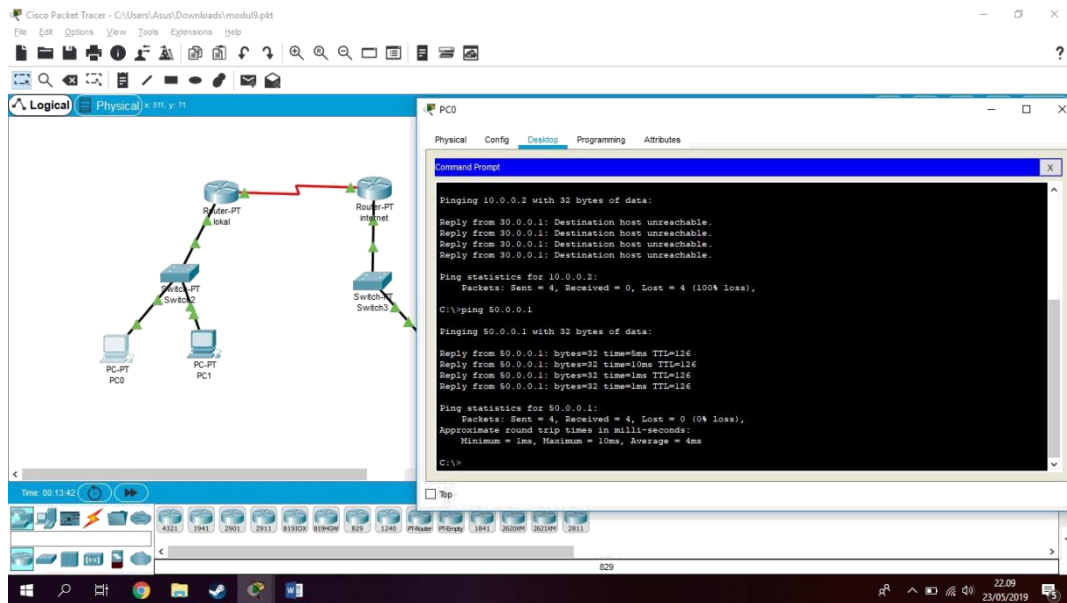 Cisco Packet Tracer - C:\Users\Asus\Downloads\modul9.pkt
File Edit Options View Tools Extensions Help
Logical Physical x: 511, y: 71
PC0
Physical Config Desktop Programming Attributes
Command Prompt
X
Pinging 10.0.0.2 with 32 bytes of data:
Reply from 30.0.0.1: Destination host unreachable.
Reply from 30.0.0.1: Destination host unreachable.
Reply from 30.0.0.1: Destination host unreachable.
Reply from 30.0.0.1: Destination host unreachable.
Ping statistics for 10.0.0.2:
Packets: Sent = 4, Received = 0, Lost = 4 (100% loss),
C:\>ping 50.0.0.1
Pinging 50.0.0.1 with 32 bytes of data:
Reply from 50.0.0.1: bytes=32 time=5ms TTL=126
Reply from 50.0.0.1: bytes=32 time=10ms TTL=126
Reply from 50.0.0.1: bytes=32 time=1ms TTL=126
Reply from 50.0.0.1: bytes=32 time=1ms TTL=126
Ping statistics for 50.0.0.1:
Packets: Sent = 4, Received = 4, Lost = 0 (0% loss),
Approximate round trip times in milli-seconds:
Minimum = 1ms, Maximum = 10ms, Average = 4ms
C:\>
Top
Router-PT
lokal
Router-PT
internet
Switch-PT
Switch2
Switch-PT
Switch3
PC-PT
PC0
PC-PT
PC1
Time: 00:13:42
4321 1941 2901 2911 819IOX 819HGW 829 1240 PT-Router PT-Empty 1841 2620XM 2621XM 2811
829
22.09
23/05/2019